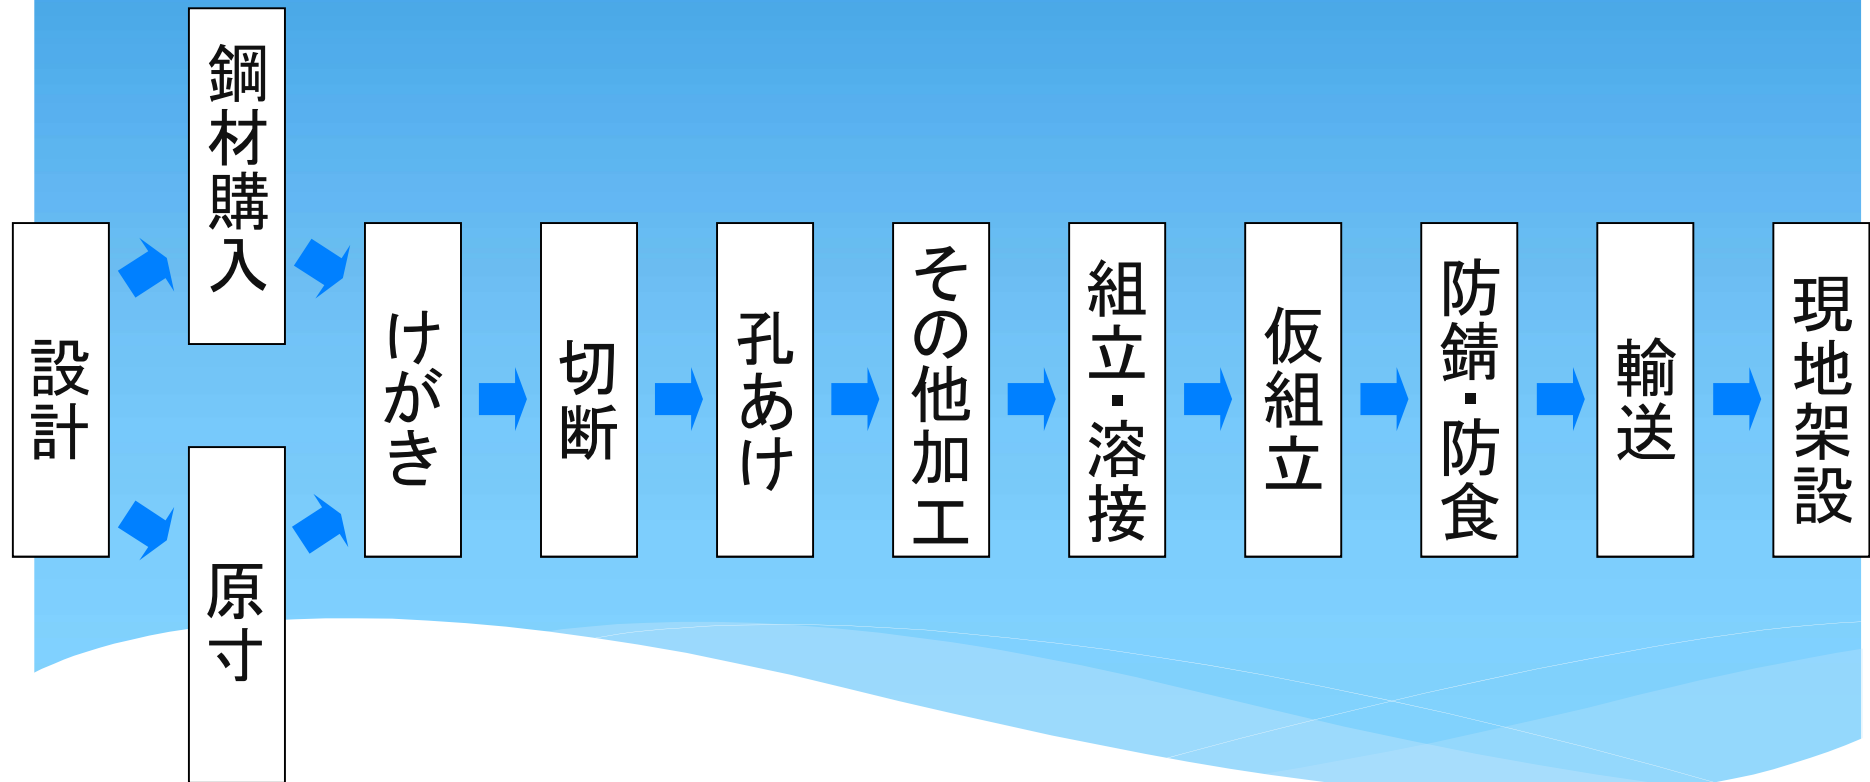 設計
鋼材購入
原寸
けがき
切断
孔あけ
その他加工
組立・溶接
仮組立
防錆・防食
輸送
現地架設